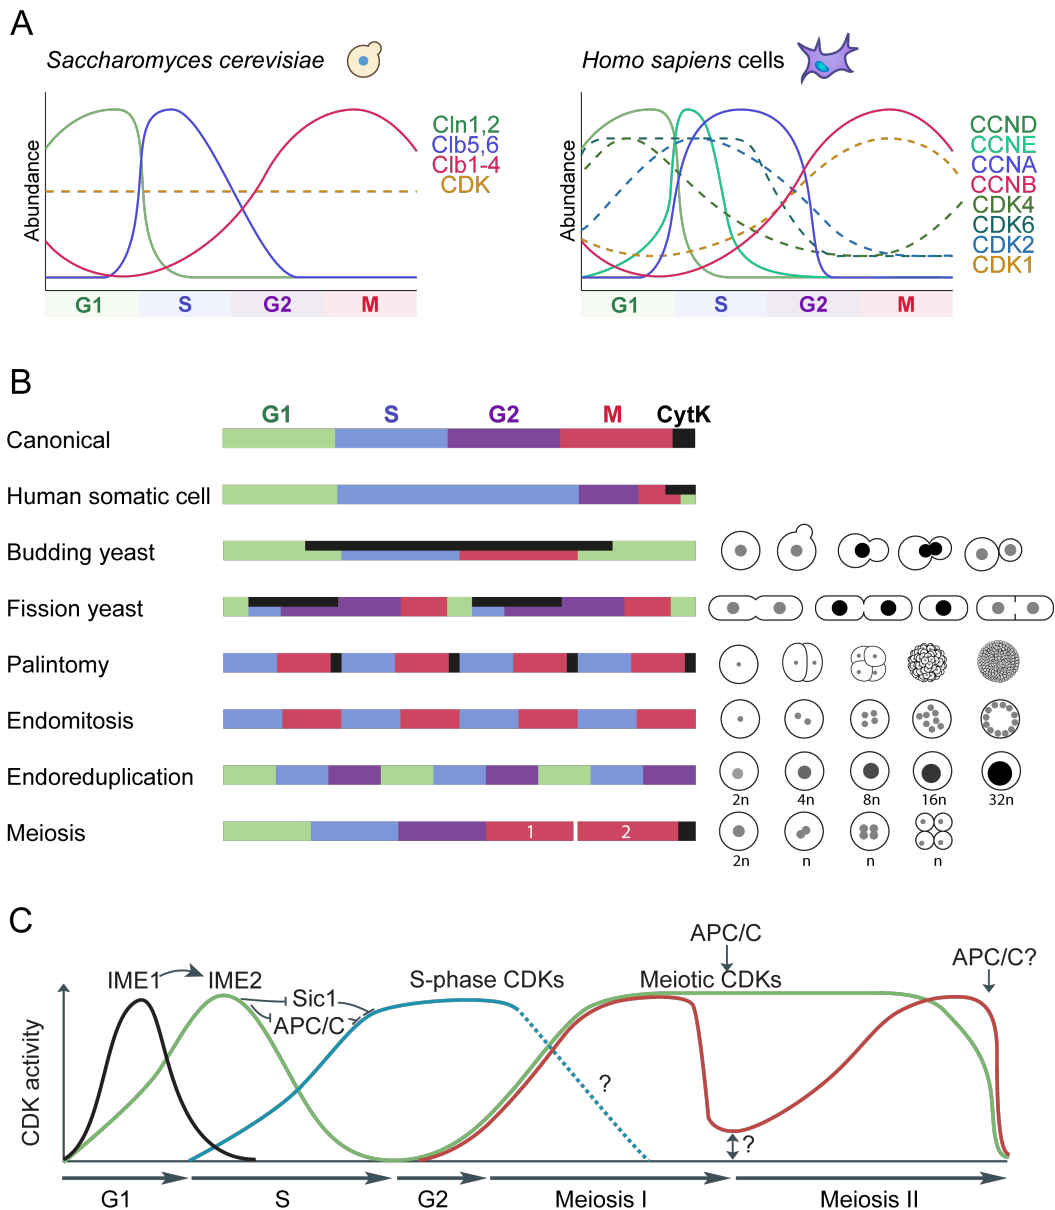 A
Saccharomyces cerevisiae
Homo sapiens cells
Abundance
Cln1,2
Clb5,6
Clb1-4
CDK
G1 S G2 M
Abundance
CCND
CCNE
CCNA
CCNB
CDK4
CDK6
CDK2
CDK1
G1 S G2 M
B
G1 S G2 M CytK
Canonical
Human somatic cell
Budding yeast
Fission yeast
Palintomy
Endomitosis
Endoreduplication
2n 4n 8n 16n 32n
Meiosis
1 2
2n n n n
C
APC/C
APC/C?
IME1 IME2 S-phase CDKs Meiotic CDKs
Sic1
APC/C
CDK activity
?
?
G1 S G2 Meiosis I Meiosis II